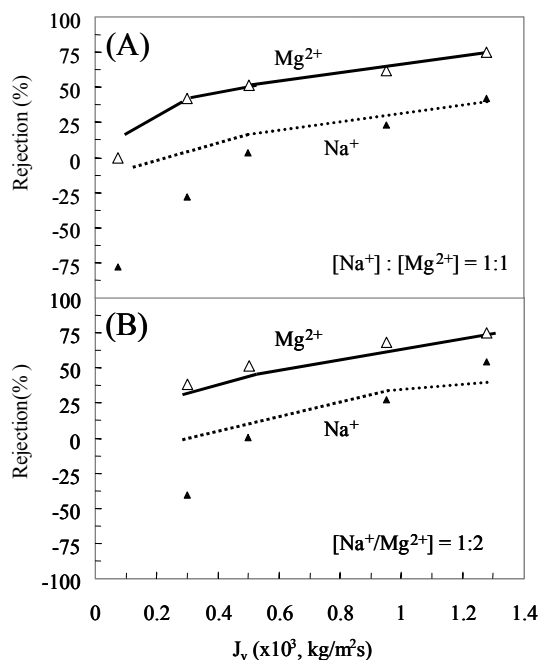 100
(A)
75
Mg2+
50
25
Na+
0
-25
-50
-75
[Na+] : [Mg2+] = 1:1
Rejection (%)
100
(B)
75
Mg2+
50
25
Na+
0
-25
-50
-75
[Na+/Mg2+] = 1:2
-100
Rejection(% )
0 0.2 0.4 0.6 0.8 1 1.2 1.4
Jv (x103, kg/m2s)